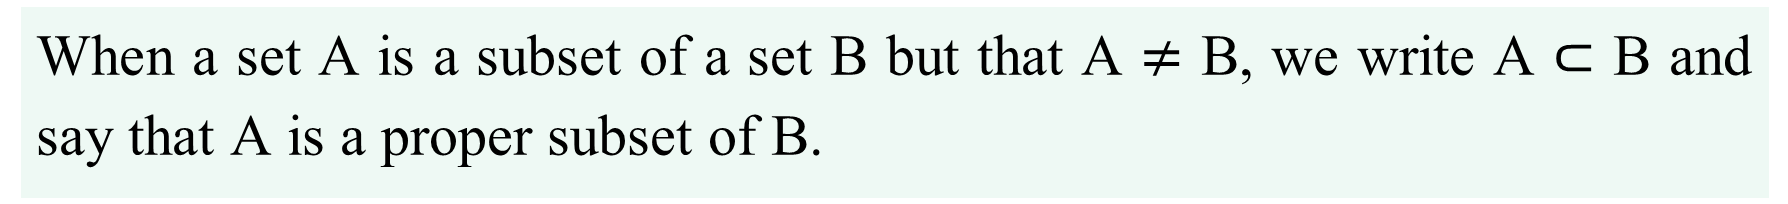 When a set A is a subset of a set B but that A ≠ B, we write A ⊂ B and
say that A is a proper subset of B.